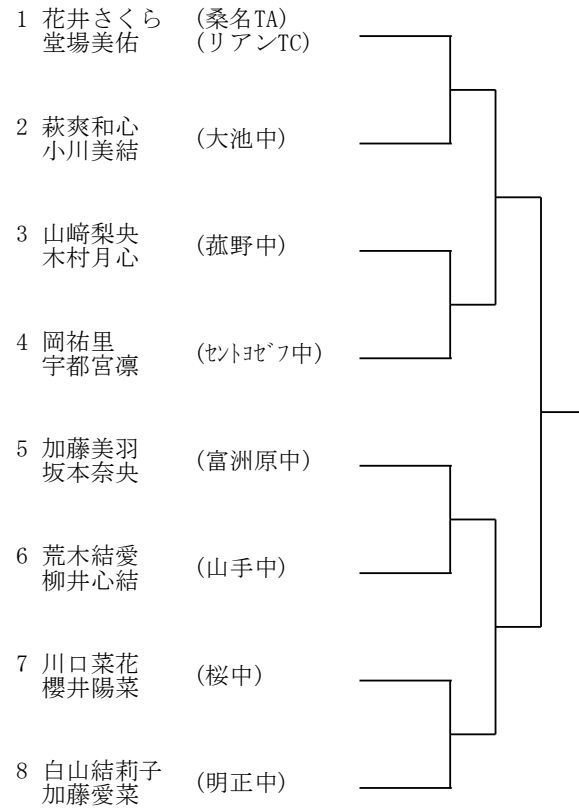 1 花井さくら (桑名TA)
堂場美佑 (リアンTC)
2 萩爽和心
小川美結 (大池中)
3 山﨑梨央
木村月心 (菰野中)
4 岡祐里
宇都宮凛 (ｾﾝﾄﾖｾﾞﾌ中)
5 加藤美羽
坂本奈央 (富洲原中)
6 荒木結愛
柳井心結 (山手中)
7 川口菜花
櫻井陽菜 (桜中)
8 白山結莉子
加藤愛菜 (明正中)